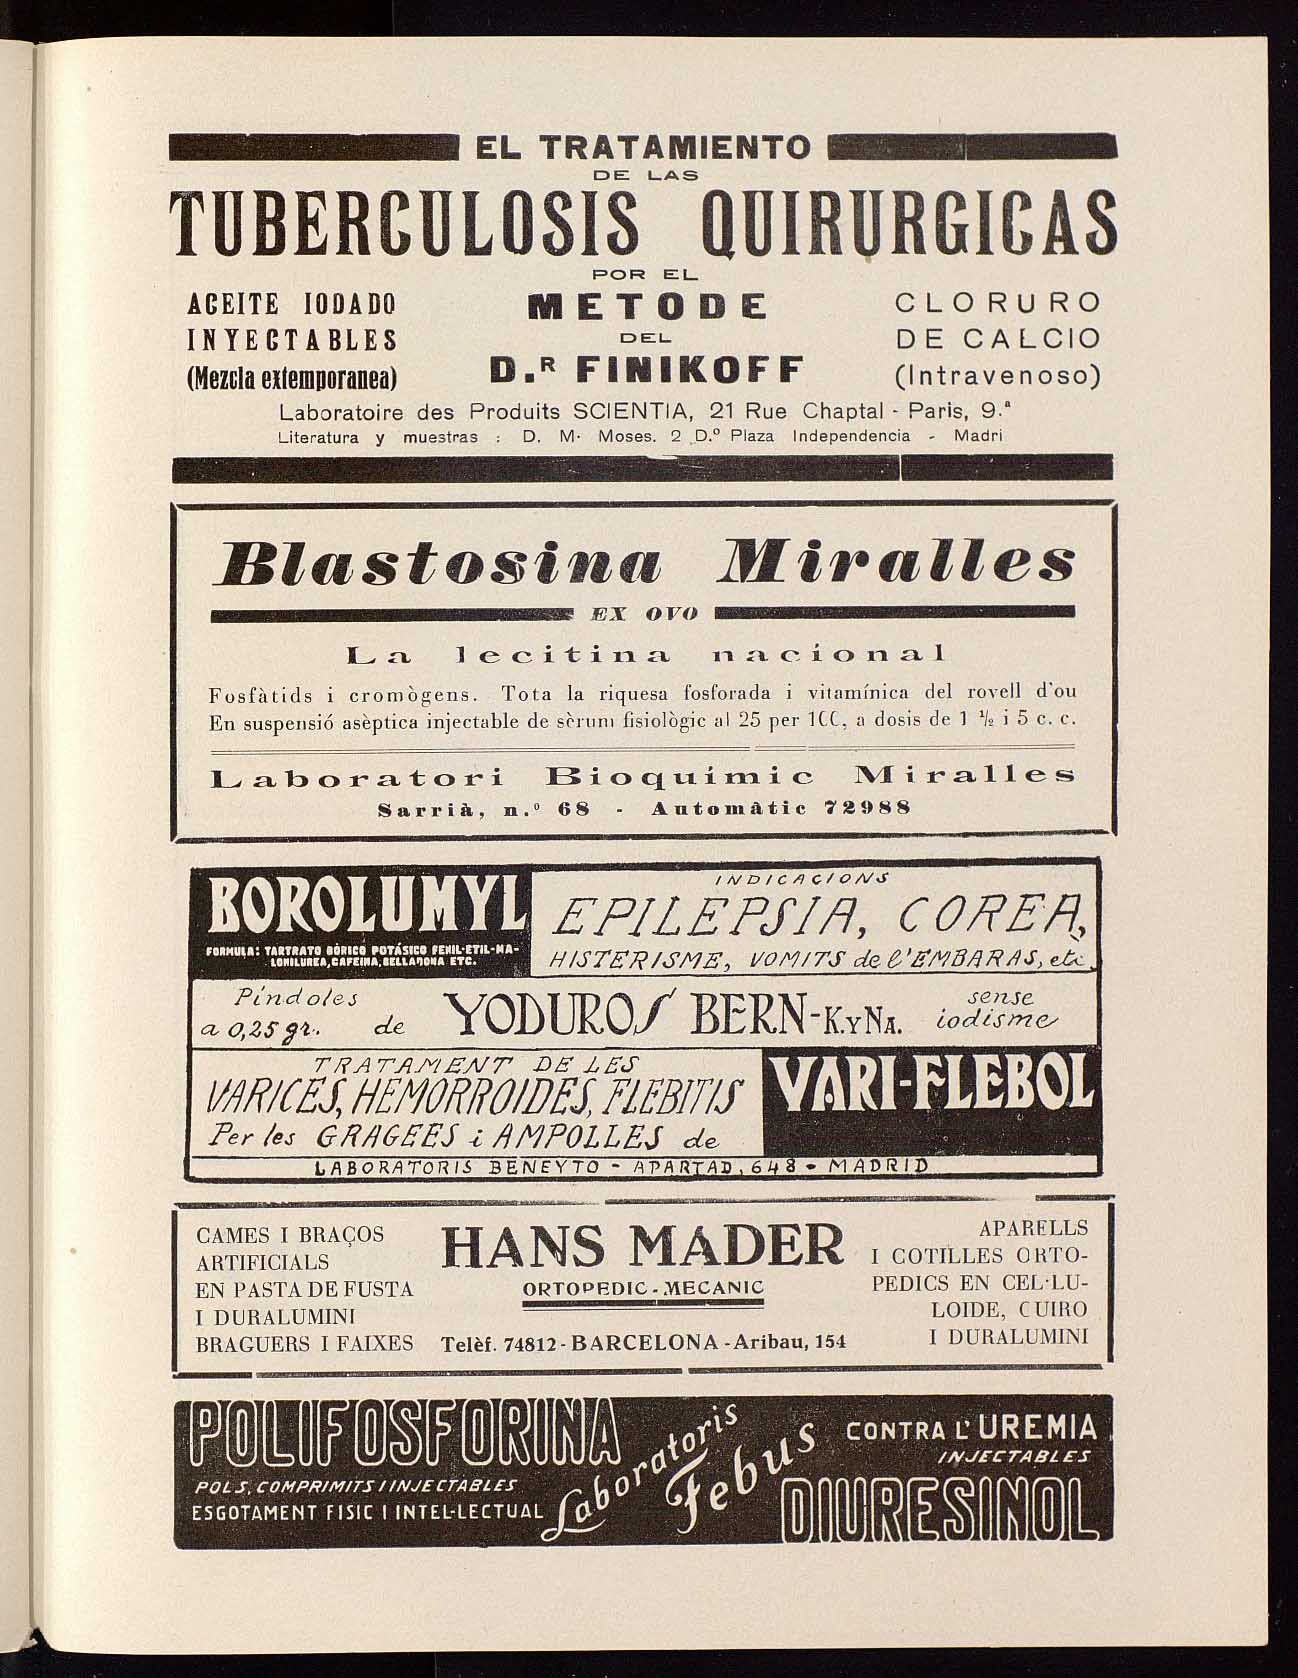 EL TRATAMIENTO
DE LAS
TUBERCULOSIS QUIRURGICAS
POR EL
ACEITE IODADO
INYECTABLES
(Mezcla extemporanea)
METODE
DEL
D.R FINIKOFF
CLORURO
DE CALCIO
(Intravenoso)
Laboratoire des Produits SCIENTIA, 21 Rue Chaptal - Paris, 9.ª
Literatura y muestras : D. M· Moses. 2 D.º Plaza Independencia - Madri
Blastosina Miralles
EX OVO
La lecitina nacional
Fosfàtids i cromògens. Tota la riquesa fosforada i vitamínica del rovell d'ou
En suspensió asèptica injectable de sèrum fisiològic al 25 per 100, a dosis de 1 ½ i 5 c. c.
Laboratori Bioquímic Miralles
Sarrià, n.º 68 - Automàtic 72988
BOROLUMYL
FORMULA: TARTRATO BÓRICO POTÁSICO FENIL-ETIL-MA-
LONILUREA, CAFEINA, BELLADONA ETC.
INDICACIONS
EPILEPSIA, COREA,
HISTERISME, VOMITS de l'EMBARAS, etc.
Píndoles
a 0,25 gr. de
YODUROS BERN-K.YNA.
sense
iodisme
TRATAMENT DE LES
VARICES, HEMORROIDES, FLEBITIS
Per les GRAGEES i AMPOLLES de
VARI-FLEBOL
LABORATORIS BENEYTO - APARTAD, 648 - MADRID
CAMES I BRAÇOS
ARTIFICIALS
EN PASTA DE FUSTA
I DURALUMINI
BRAGUERS I FAIXES
HANS MADER
ORTOPEDIC - MECANIC
Telèf. 74812 - BARCELONA - Aribau, 154
APARELLS
I COTILLES ORTO-
PEDICS EN CEL·LU-
LOIDE, CUIRO
I DURALUMINI
POLIFOSFORINA
POLS, COMPRIMITS I INJECTABLES
ESGOTAMENT FISIC I INTEL-LECTUAL
Laboratoris
Febus
CONTRA L'UREMIA
INJECTABLES
DIURESINOL